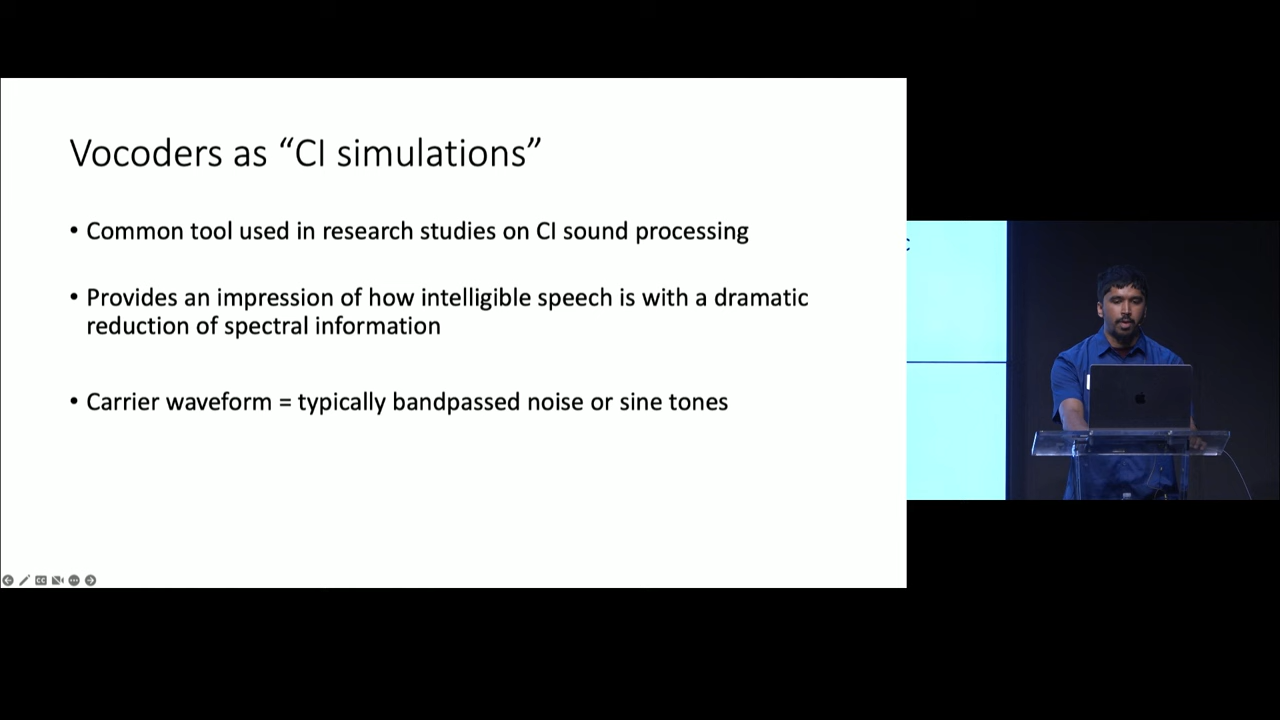 Vocoders as “CI simulations”
• Common tool used in research studies on CI sound processing
• Provides an impression of how intelligible speech is with a dramatic
reduction of spectral information
• Carrier waveform = typically bandpassed noise or sine tones